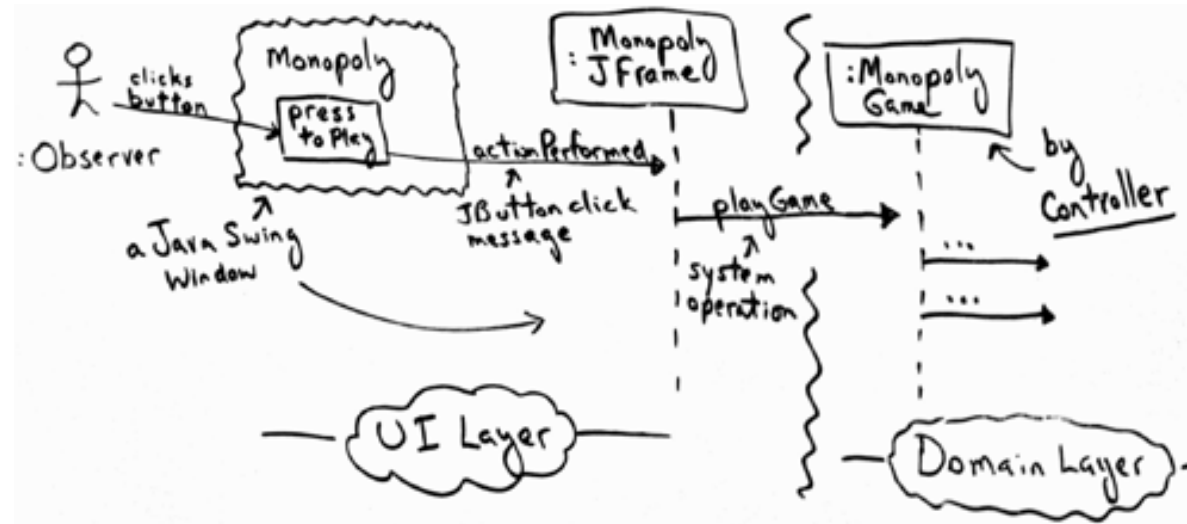 Monopoly
press
to Play
clicks
button
:Observer
a Java Swing
Window
actionPerformed
JButton click
message
Monopoly
: JFrame
playGame
system
operation
:Monopoly
Game
by
Controller
...
...
UI Layer
Domain Layer